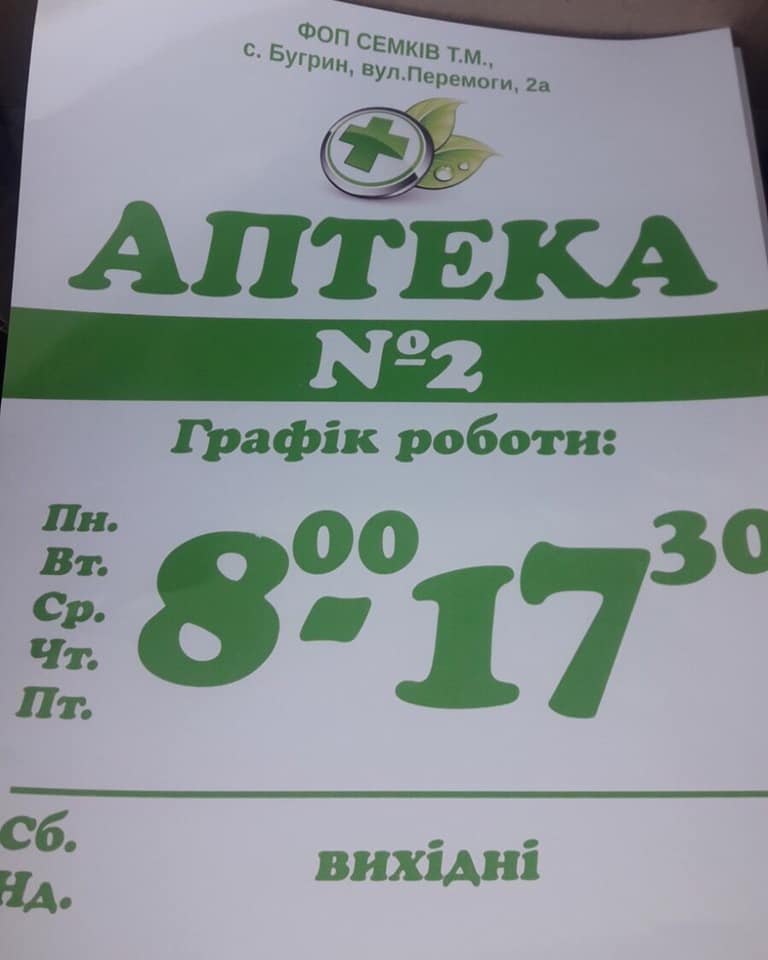 ФОП СЕМКІВ Т.М.,
с. Бугрин, вул.Перемоги, 2а
АПТЕКА
№2
Графік роботи:
Пн.
Вт.
Ср.
Чт.
Пт.
800-1730
Сб.
Нд.
вихідні